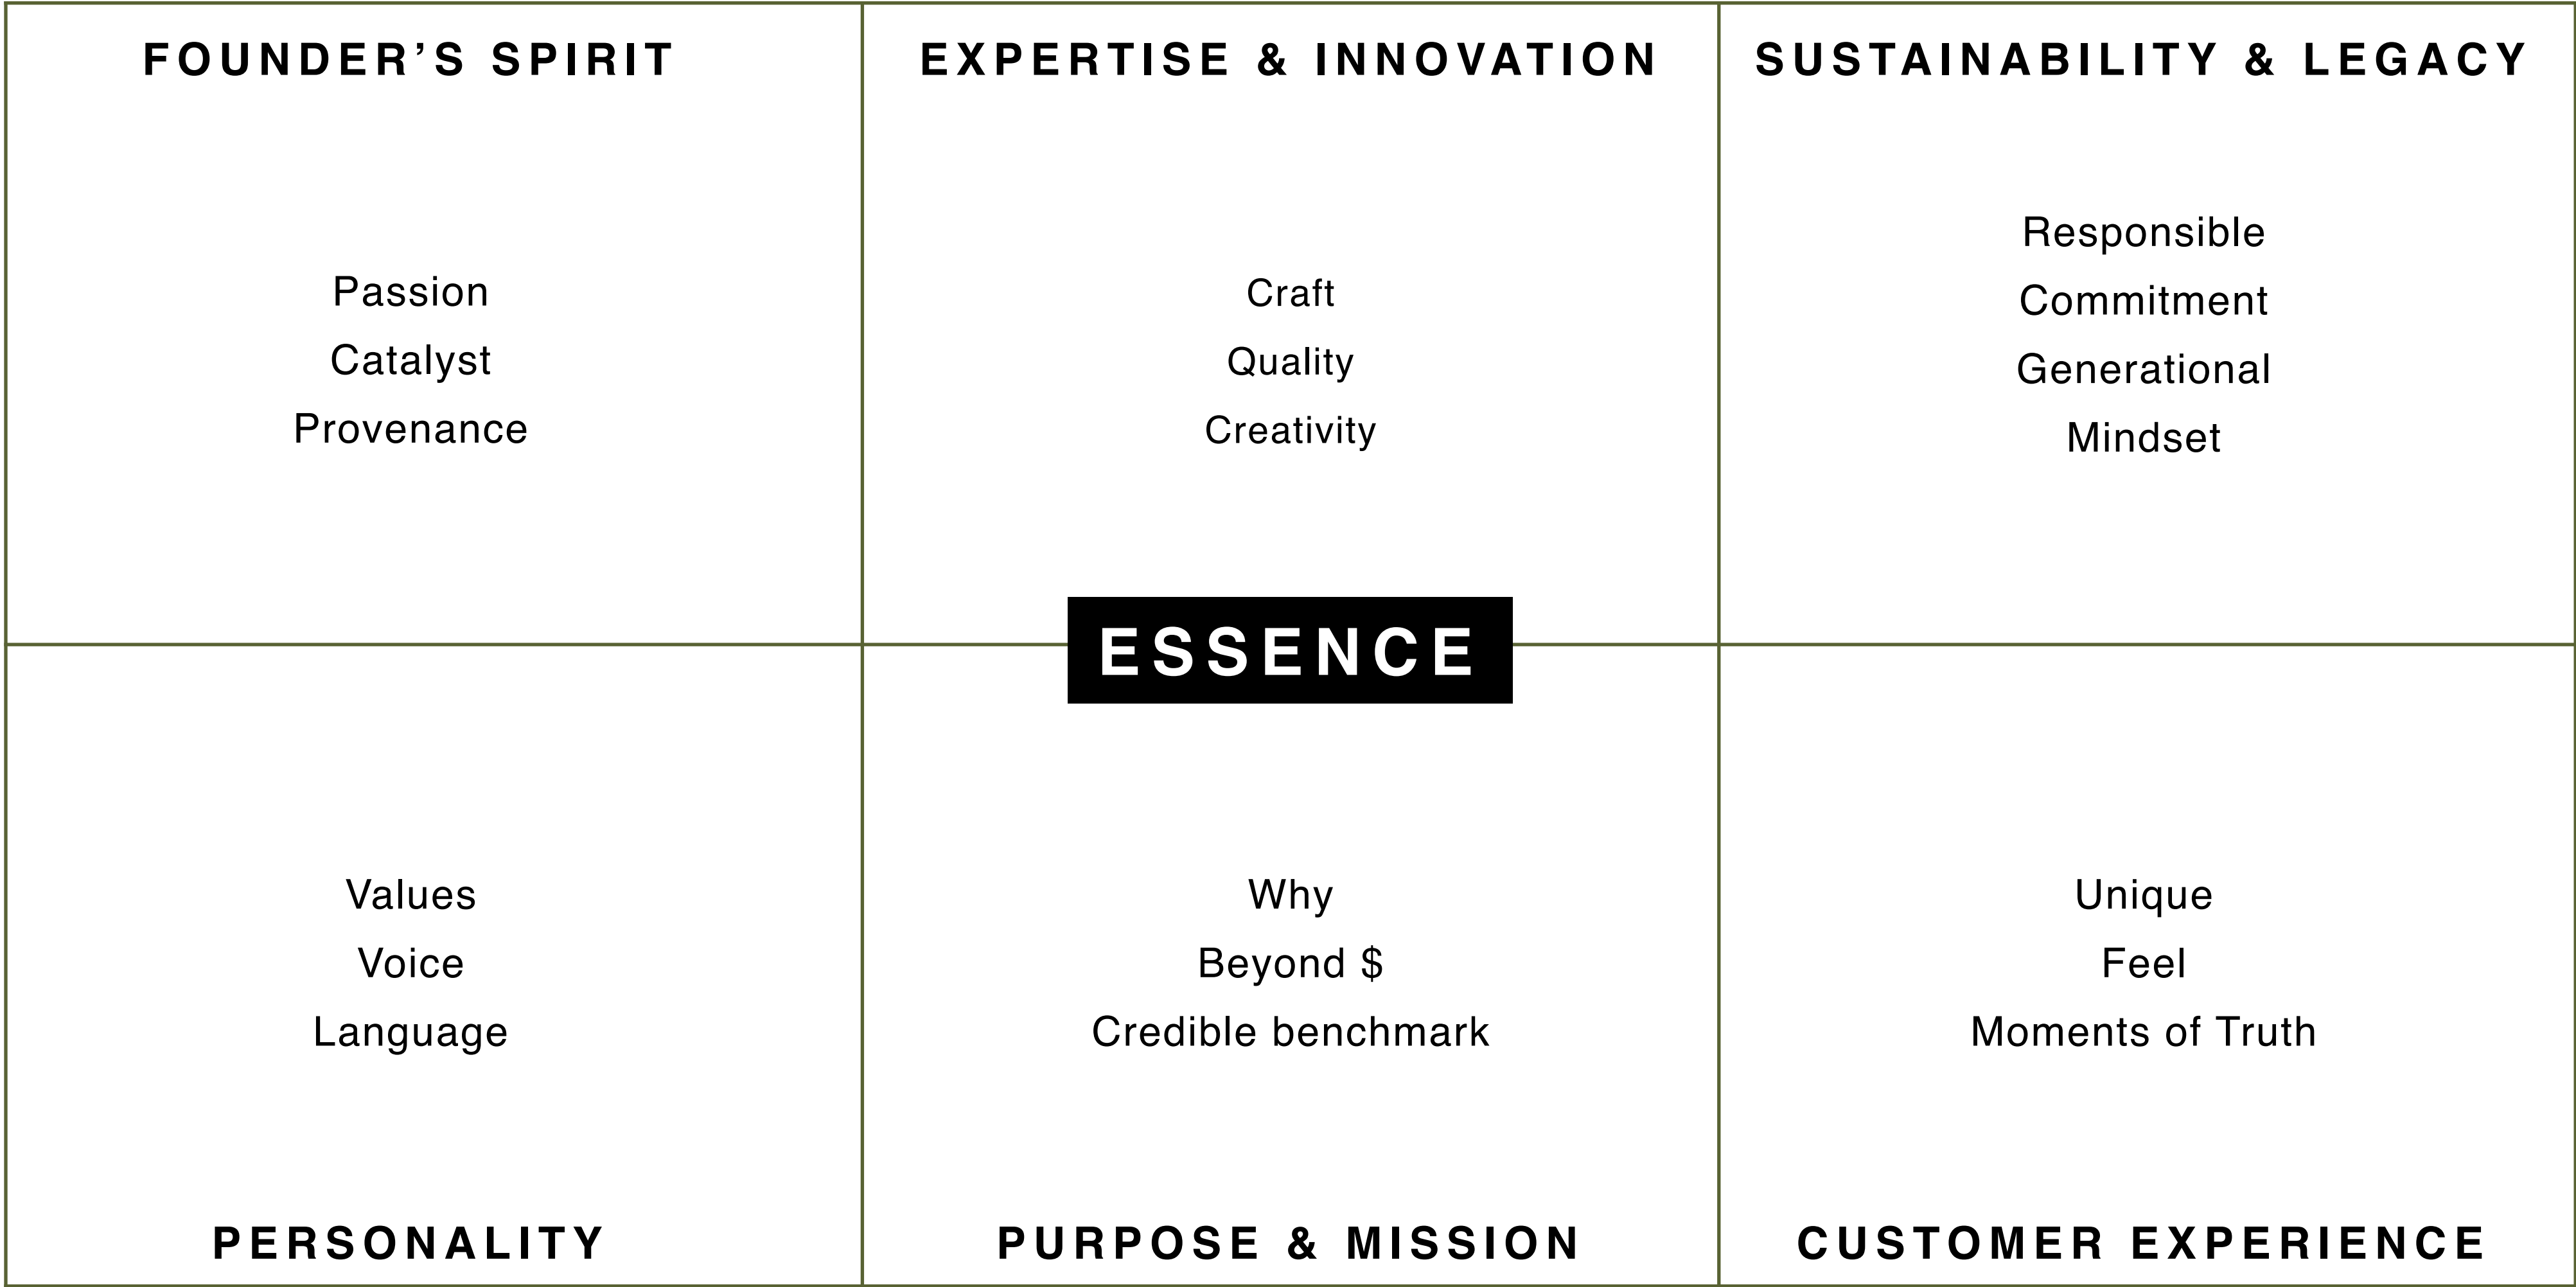 FOUNDER’S SPIRIT
Passion
Catalyst
Provenance
EXPERTISE & INNOVATION
Craft
Quality
Creativity
SUSTAINABILITY & LEGACY
Responsible
Commitment
Generational
Mindset
ESSENCE
Values
Voice
Language
PERSONALITY
Why
Beyond $
Credible benchmark
PURPOSE & MISSION
Unique
Feel
Moments of Truth
CUSTOMER EXPERIENCE